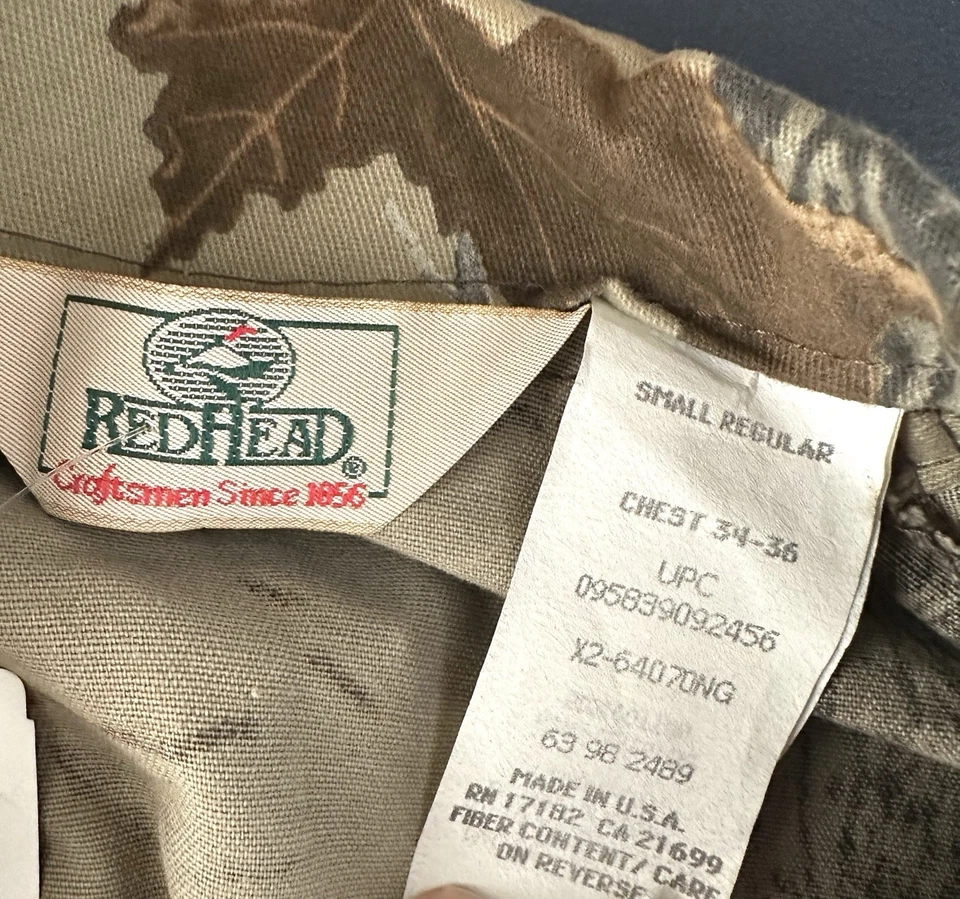 REDHEAD®
Craftsmen Since 1856
SMALL REGULAR
CHEST 34-36
UPC
095839092456
X2-64070NG
63 98 2489
MADE IN U.S.A.
RN 17182 CA 21699
FIBER CONTENT/ CARE
ON REVERSE